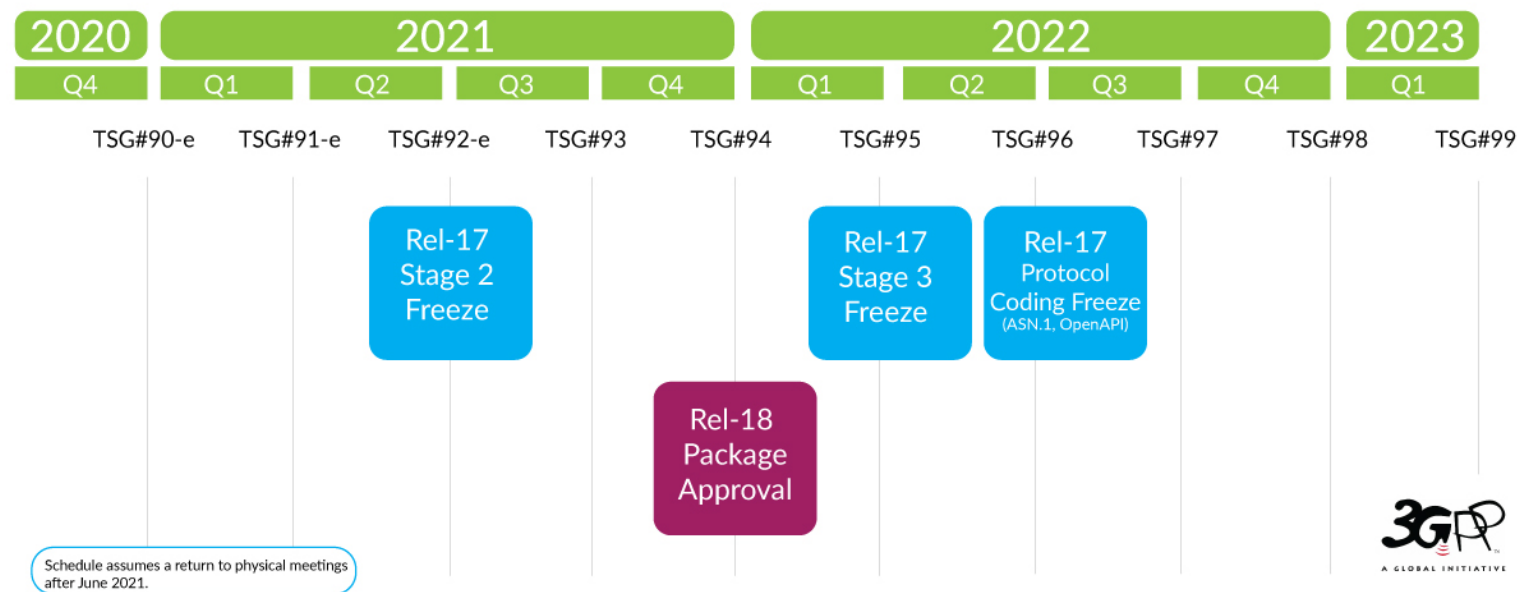 2020 2021 2022 2023
Q4 Q1 Q2 Q3 Q4 Q1 Q2 Q3 Q4 Q1
TSG#90-e TSG#91-e TSG#92-e TSG#93 TSG#94 TSG#95 TSG#96 TSG#97 TSG#98 TSG#99
Rel-17
Stage 2
Freeze
Rel-17
Stage 3
Freeze
Rel-17
Protocol
Coding Freeze
(ASN.1, OpenAPI)
Rel-18
Package
Approval
Schedule assumes a return to physical meetings
after June 2021.
3GPP
TM
A GLOBAL INITIATIVE